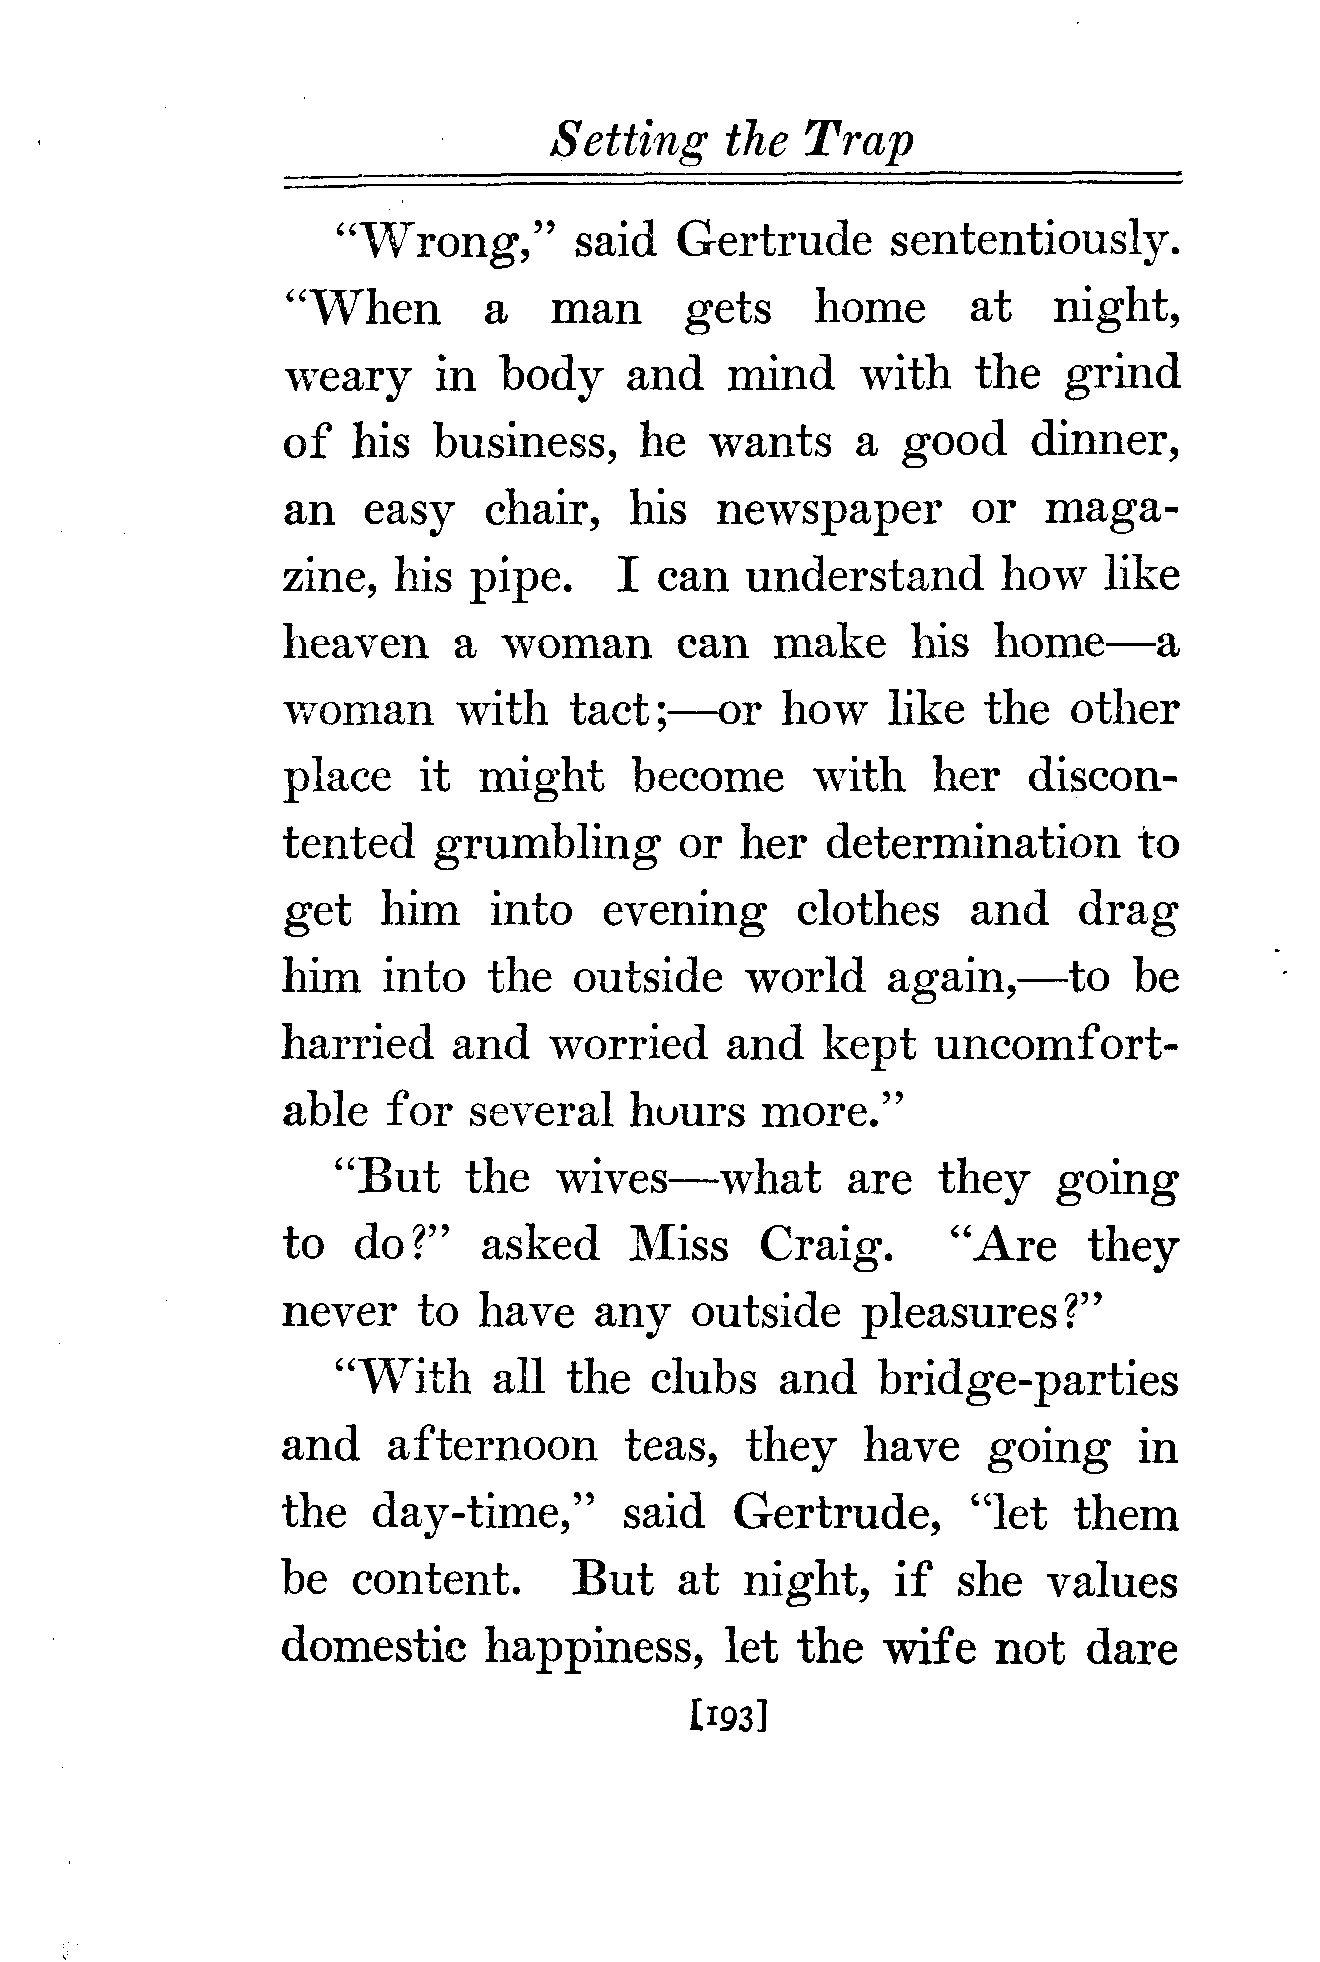 Setting the Trap
“Wrong,” said Gertrude sententiously.
“When a man gets home at night,
weary in body and mind with the grind
of his business, he wants a good dinner,
an easy chair, his newspaper or maga-
zine, his pipe. I can understand how like
heaven a woman can make his home—a
woman with tact;—or how like the other
place it might become with her discon-
tented grumbling or her determination to
get him into evening clothes and drag
him into the outside world again,—to be
harried and worried and kept uncomfort-
able for several hours more.”
“But the wives—what are they going
to do?” asked Miss Craig. “Are they
never to have any outside pleasures?”
“With all the clubs and bridge-parties
and afternoon teas, they have going in
the day-time,” said Gertrude, “let them
be content. But at night, if she values
domestic happiness, let the wife not dare
[193]